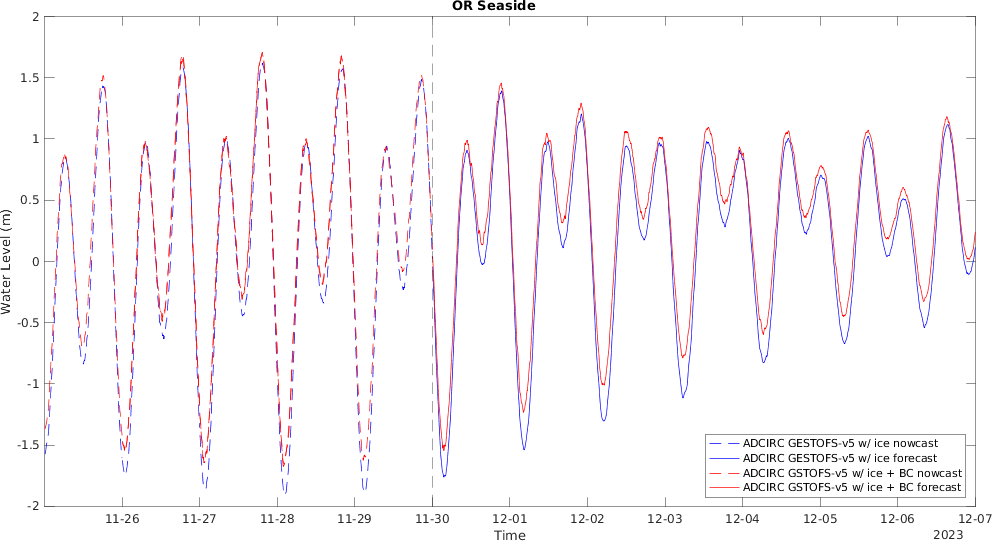 OR Seaside
2
1.5
1
0.5
0
-0.5
-1
-1.5
-2
Water Level (m)
11-26 11-27 11-28 11-29 11-30 12-01 12-02 12-03 12-04 12-05 12-06 12-07
Time
2023
ADCIRC GESTOFS-v5 w/ ice nowcast
ADCIRC GESTOFS-v5 w/ ice forecast
ADCIRC GSTOFS-v5 w/ ice + BC nowcast
ADCIRC GSTOFS-v5 w/ ice + BC forecast